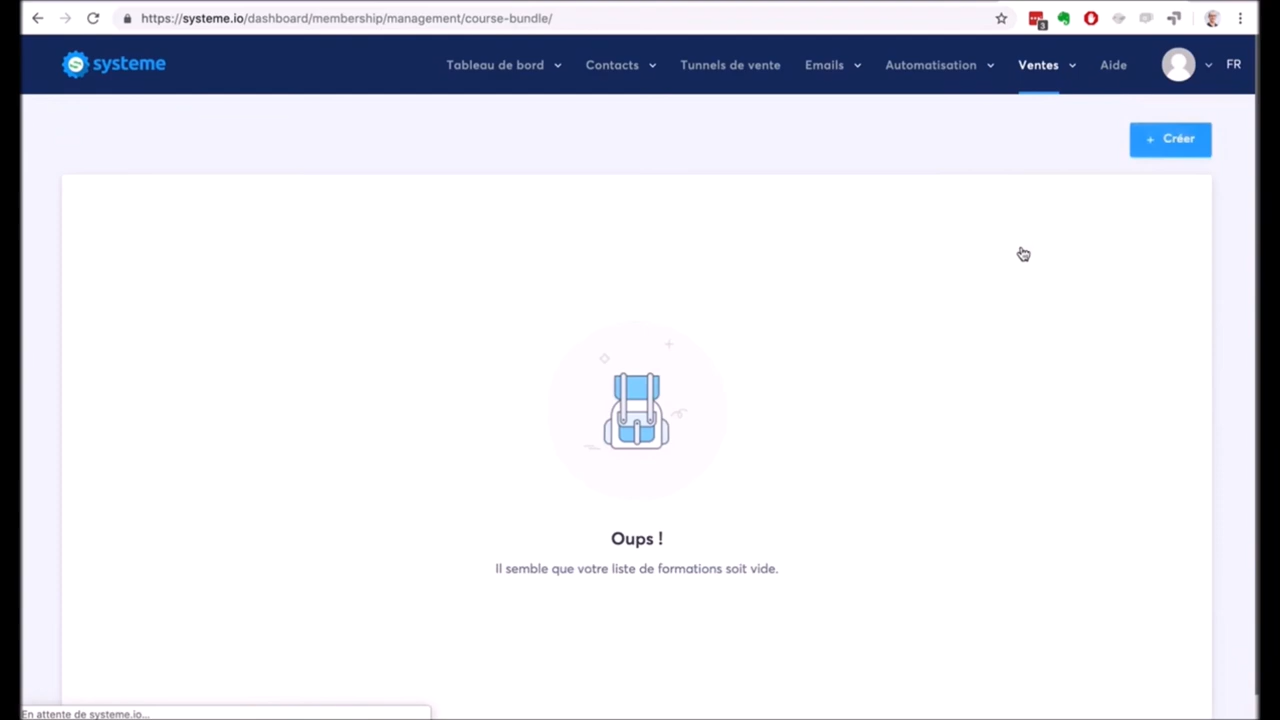 https://systeme.io/dashboard/membership/management/course-bundle/
3
systeme
Tableau de bord
Contacts
Tunnels de vente
Emails
Automatisation
Ventes
Aide
FR
+ Créer
Oups !
Il semble que votre liste de formations soit vide.
En attente de systeme.io...